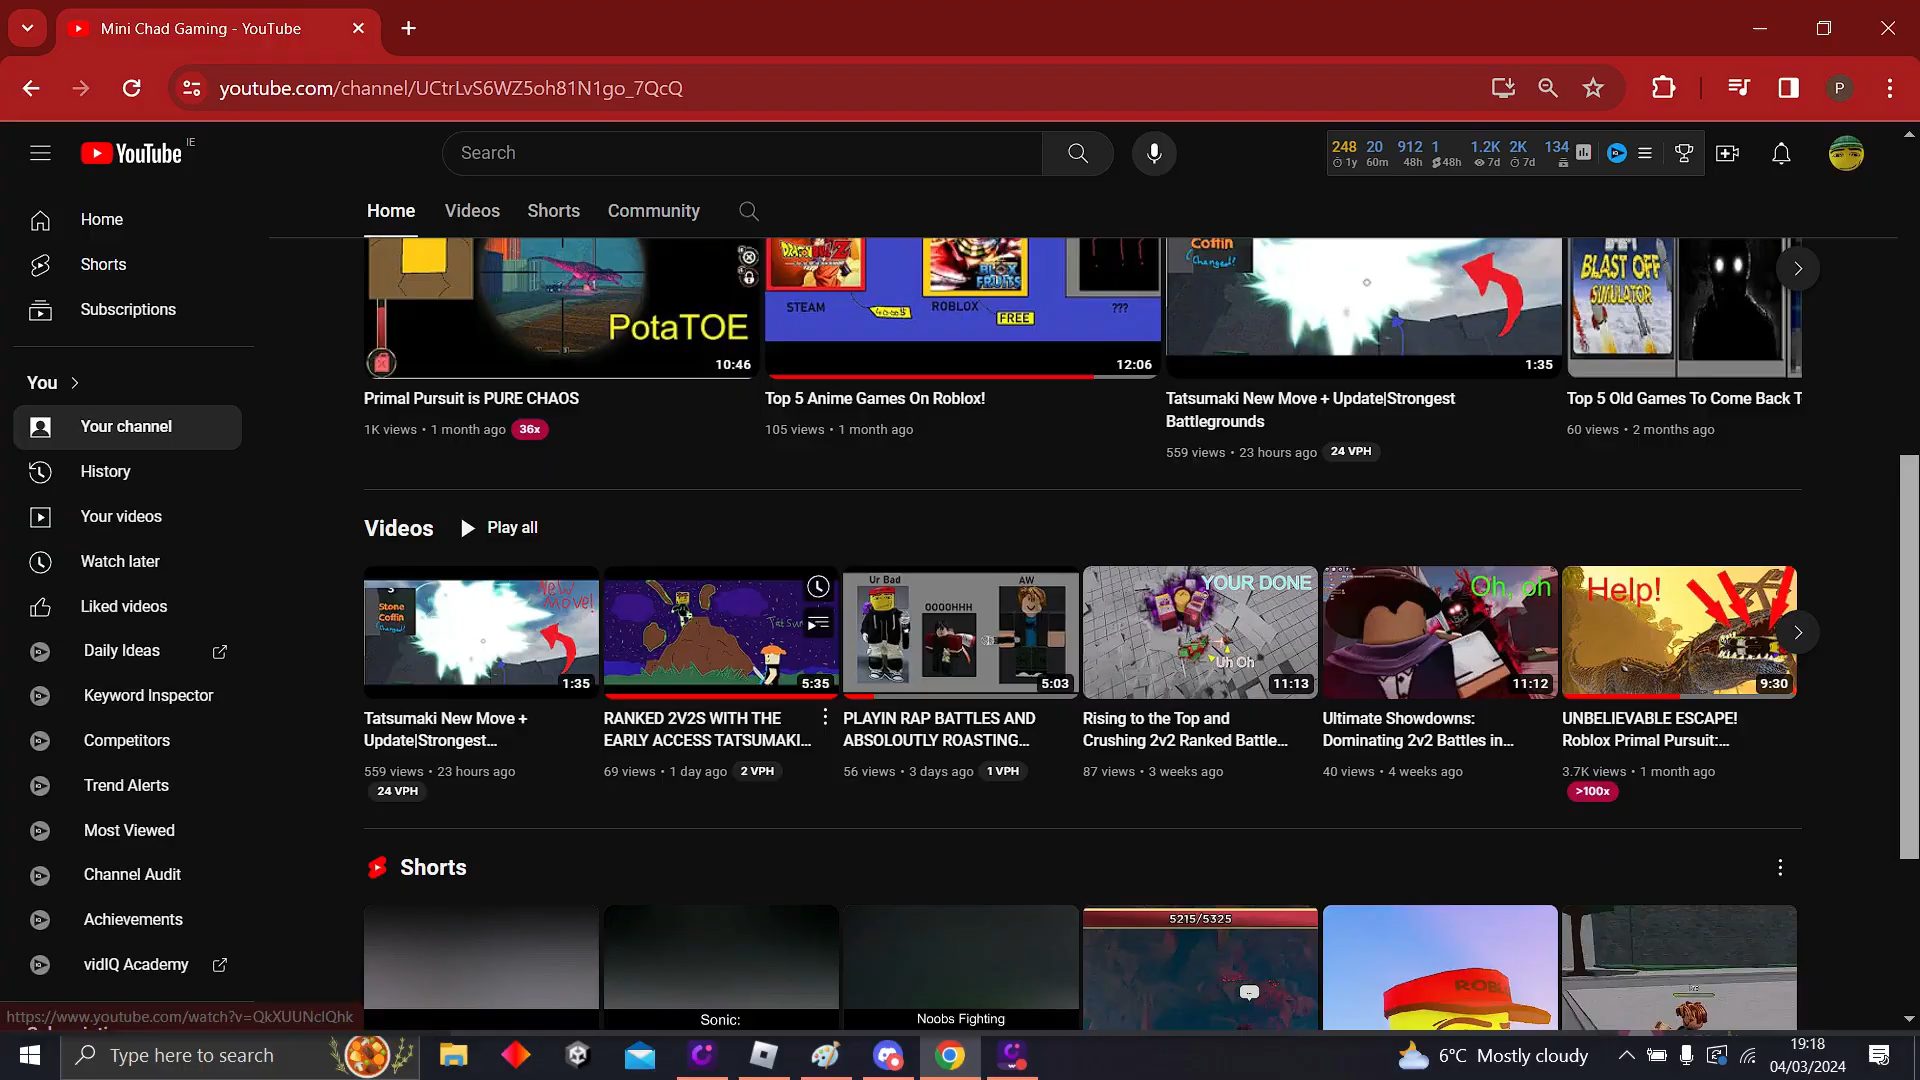 Mini Chad Gaming - YouTube
youtube.com/channel/UCtrLvS6WZ5oh81N1go_7QcQ
P
YouTube IE
Search
248 20 912 1 1.2K 2K 134
1y 60m 48h 48h 7d 7d
Home Videos Shorts Community
Home
Shorts
Subscriptions
You
Your channel
History
Your videos
Watch later
Liked videos
Daily Ideas
Keyword Inspector
Competitors
Trend Alerts
Most Viewed
Channel Audit
Achievements
vidIQ Academy
PotaTOE
10:46
STEAM
ROBLOX
FREE
???
BLOX
FRUITS
12:06
Coffin
Changed!
1:35
BLAST OFF
SIMULATOR
Primal Pursuit is PURE CHAOS
1K views • 1 month ago 36x
Top 5 Anime Games On Roblox!
105 views • 1 month ago
Tatsumaki New Move + Update|Strongest
Battlegrounds
559 views • 23 hours ago 24 VPH
Top 5 Old Games To Come Back T
60 views • 2 months ago
Videos Play all
3
Stone
Coffin
Changed!
NEW
Move!
1:35
5:35
Ur Bad
OOOOHHH
AW
5:03
YOUR DONE
Uh Oh
11:13
Oh, oh
11:12
Help!
9:30
Tatsumaki New Move +
Update|Strongest...
559 views • 23 hours ago
24 VPH
RANKED 2V2S WITH THE
EARLY ACCESS TATSUMAKI...
69 views • 1 day ago 2 VPH
PLAYIN RAP BATTLES AND
ABSOLOUTLY ROASTING...
56 views • 3 days ago 1 VPH
Rising to the Top and
Crushing 2v2 Ranked Battle...
87 views • 3 weeks ago
Ultimate Showdowns:
Dominating 2v2 Battles in...
40 views • 4 weeks ago
UNBELIEVABLE ESCAPE!
Roblox Primal Pursuit:...
3.7K views • 1 month ago
>100x
Shorts
Sonic:
Noobs Fighting
5215/5325
https://www.youtube.com/watch?v=QkXUUNclQhk
Type here to search
6°C Mostly cloudy
19:18
04/03/2024